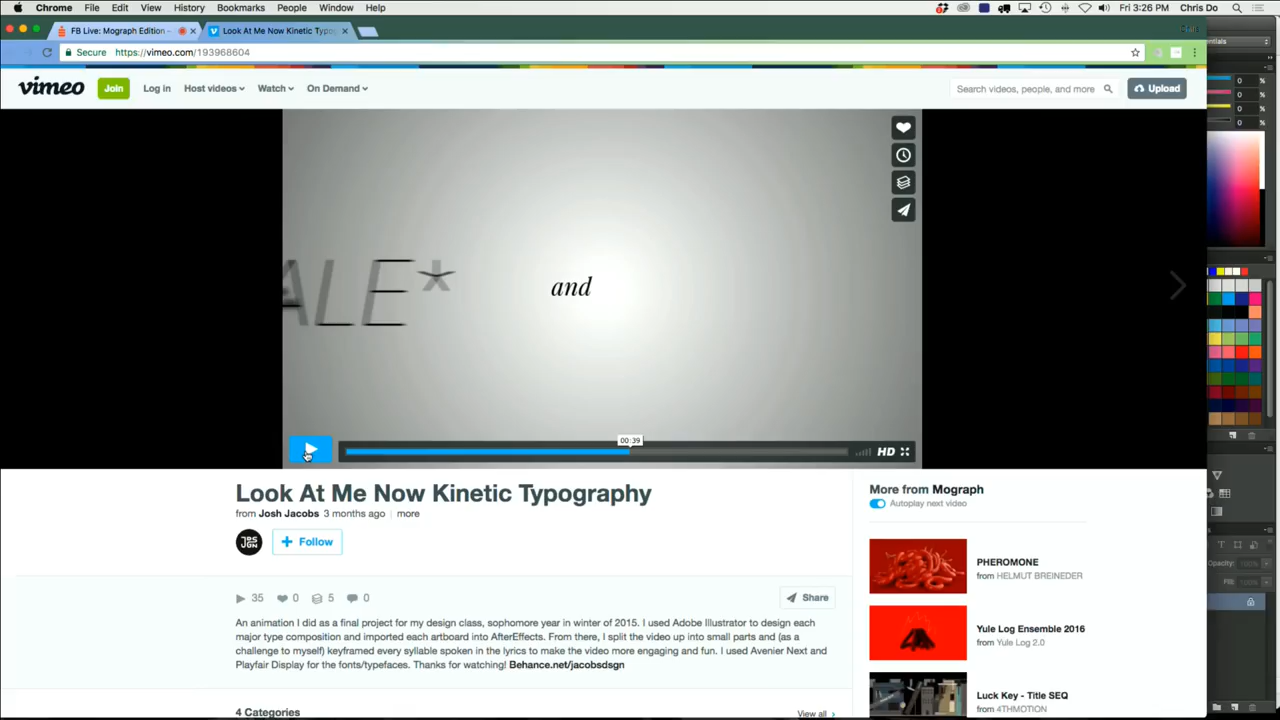 Chrome File Edit View History Bookmarks People Window Help Fri 3:26 PM Chris Do
FB Live: Mograph Edition - Look At Me Now Kinetic Typog
Secure https://vimeo.com/193968604
vimeo Join Log in Host videos Watch On Demand Search videos, people, and more Upload
ALE* and
00:39
HD
Look At Me Now Kinetic Typography
from Josh Jacobs 3 months ago more
Follow
35 0 5 0 Share
An animation I did as a final project for my design class, sophomore year in winter of 2015. I used Adobe Illustrator to design each
major type composition and imported each artboard into AfterEffects. From there, I split the video up into small parts and (as a
challenge to myself) keyframed every syllable spoken in the lyrics to make the video more engaging and fun. I used Avenier Next and
Playfair Display for the fonts/typefaces. Thanks for watching! Behance.net/jacobsdsgn
4 Categories View all
More from Mograph
Autoplay next video
PHEROMONE
from HELMUT BREINEDER
Yule Log Ensemble 2016
from Yule Log 2.0
Luck Key - Title SEQ
from 4THMOTION
entials
0 %
0 %
0 %
0 %
Opacity:
Fill: